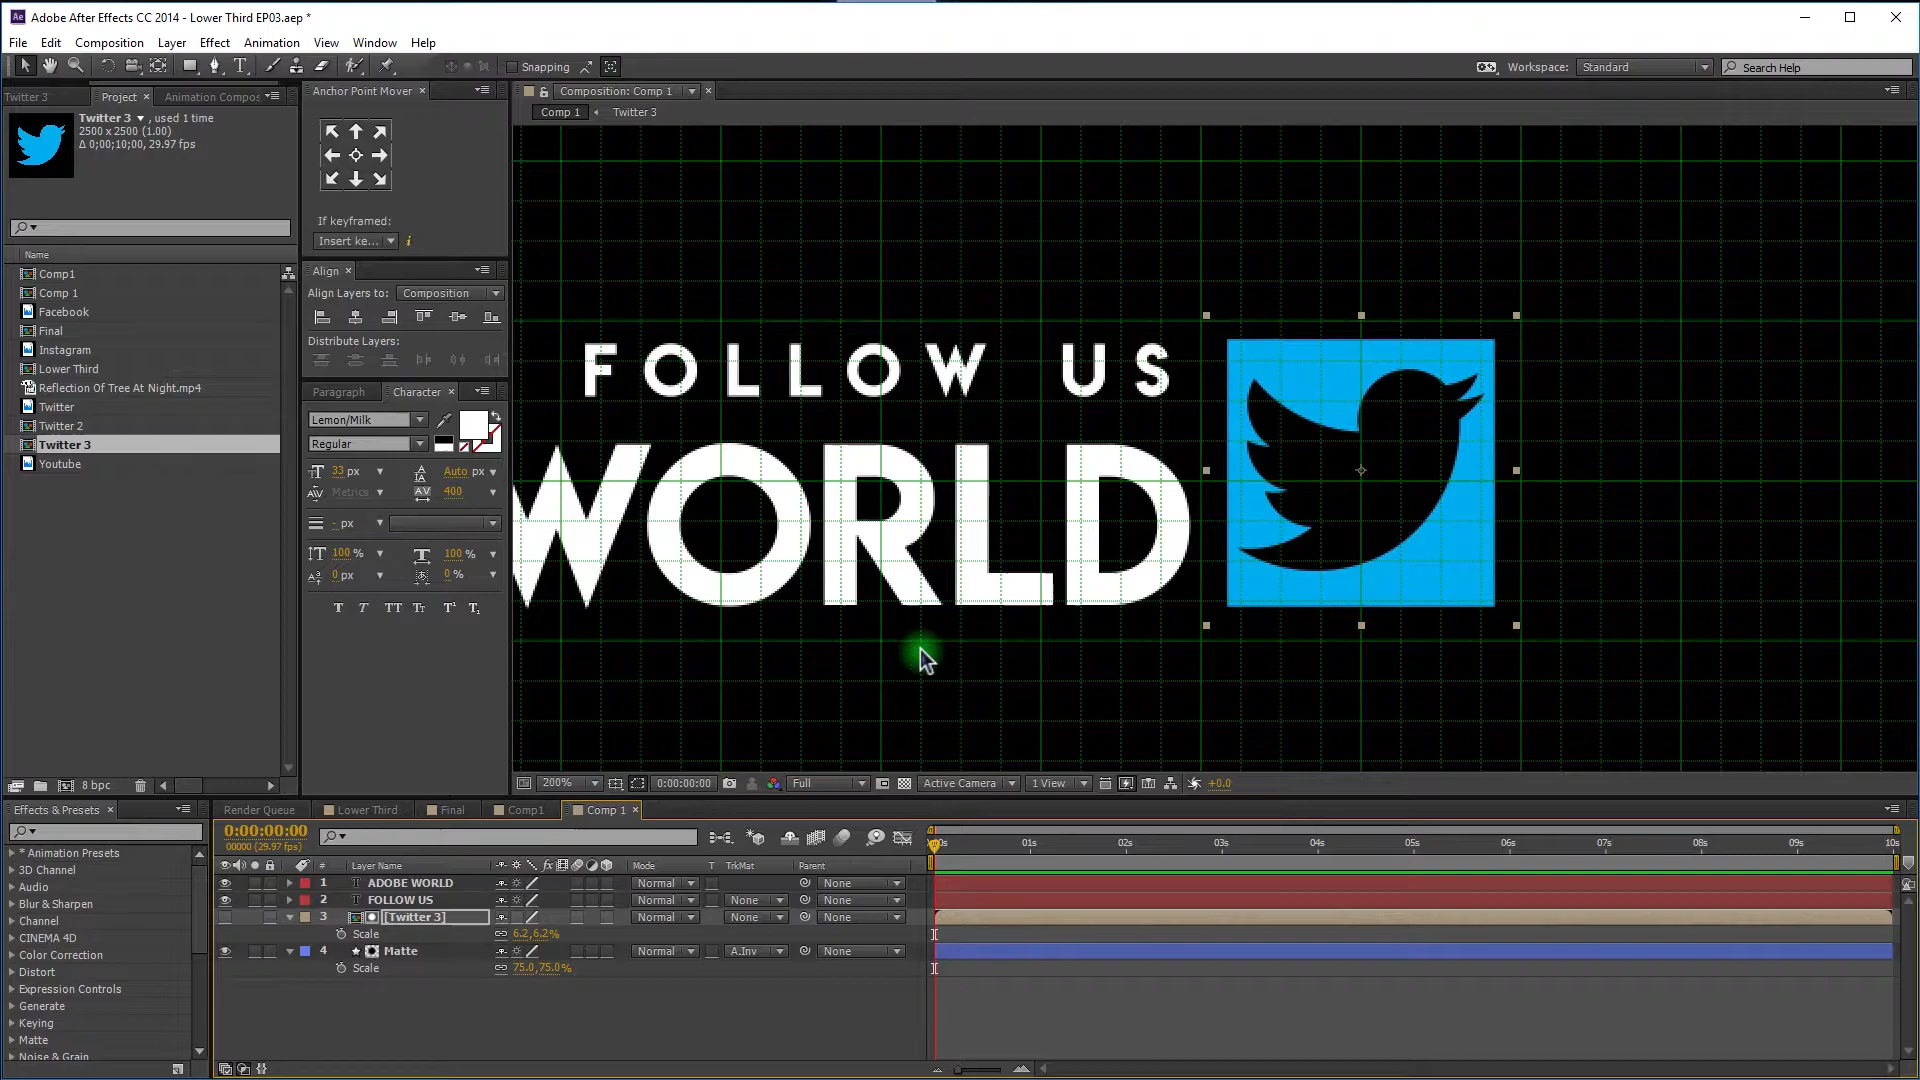 Adobe After Effects CC 2014 - Lower Third EP03.aep *
File Edit Composition Layer Effect Animation View Window Help
Snapping
Workspace: Standard
Search Help
Twitter 3
Project
Animation Compos
Twitter 3, used 1 time
2500 x 2500 (1.00)
Δ 0;00;10;00, 29.97 fps
Name
Comp1
Comp 1
Facebook
Final
Instagram
Lower Third
Reflection Of Tree At Night.mp4
Twitter
Twitter 2
Twitter 3
Youtube
8 bpc
Anchor Point Mover
If keyframed:
Insert ke...
i
Align
Align Layers to: Composition
Distribute Layers:
Paragraph
Character
Lemon/Milk
Regular
33 px
Auto px
Metrics
400
- px
100 %
100 %
0 px
0 %
T T TT Tт T¹ T₁
Composition: Comp 1
Comp 1
Twitter 3
FOLLOW US
WORLD
200%
0:00:00:00
Full
Active Camera
1 View
+0.0
Effects & Presets
* Animation Presets
3D Channel
Audio
Blur & Sharpen
Channel
CINEMA 4D
Color Correction
Distort
Expression Controls
Generate
Keying
Matte
Noise & Grain
Render Queue
Lower Third
Final
Comp1
Comp 1
0:00:00:00
00000 (29.97 fps)
# Layer Name
Mode
T TrkMat
Parent
1 T ADOBE WORLD Normal None
2 T FOLLOW US Normal None None
3 [Twitter 3] Normal None None
Scale 6.2,6.2%
4 Matte Normal A.Inv None
Scale 75.0,75.0%
00s 01s 02s 03s 04s 05s 06s 07s 08s 09s 10s